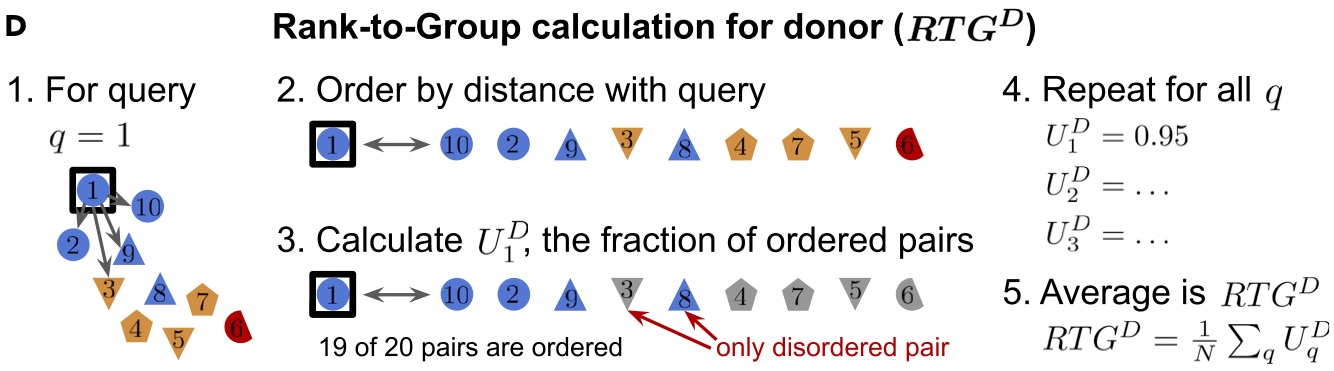 D
Rank-to-Group calculation for donor (RTG^D)
1. For query
q = 1
1
10
2
9
3
8
7
4
5
6
2. Order by distance with query
1 10 2 9 3 8 4 7 5 6
3. Calculate U_1^D, the fraction of ordered pairs
1 10 2 9 3 8 4 7 5 6
19 of 20 pairs are ordered
only disordered pair
4. Repeat for all q
U_1^D = 0.95
U_2^D = ...
U_3^D = ...
5. Average is RTG^D
RTG^D = \frac{1}{N} \sum_q U_q^D